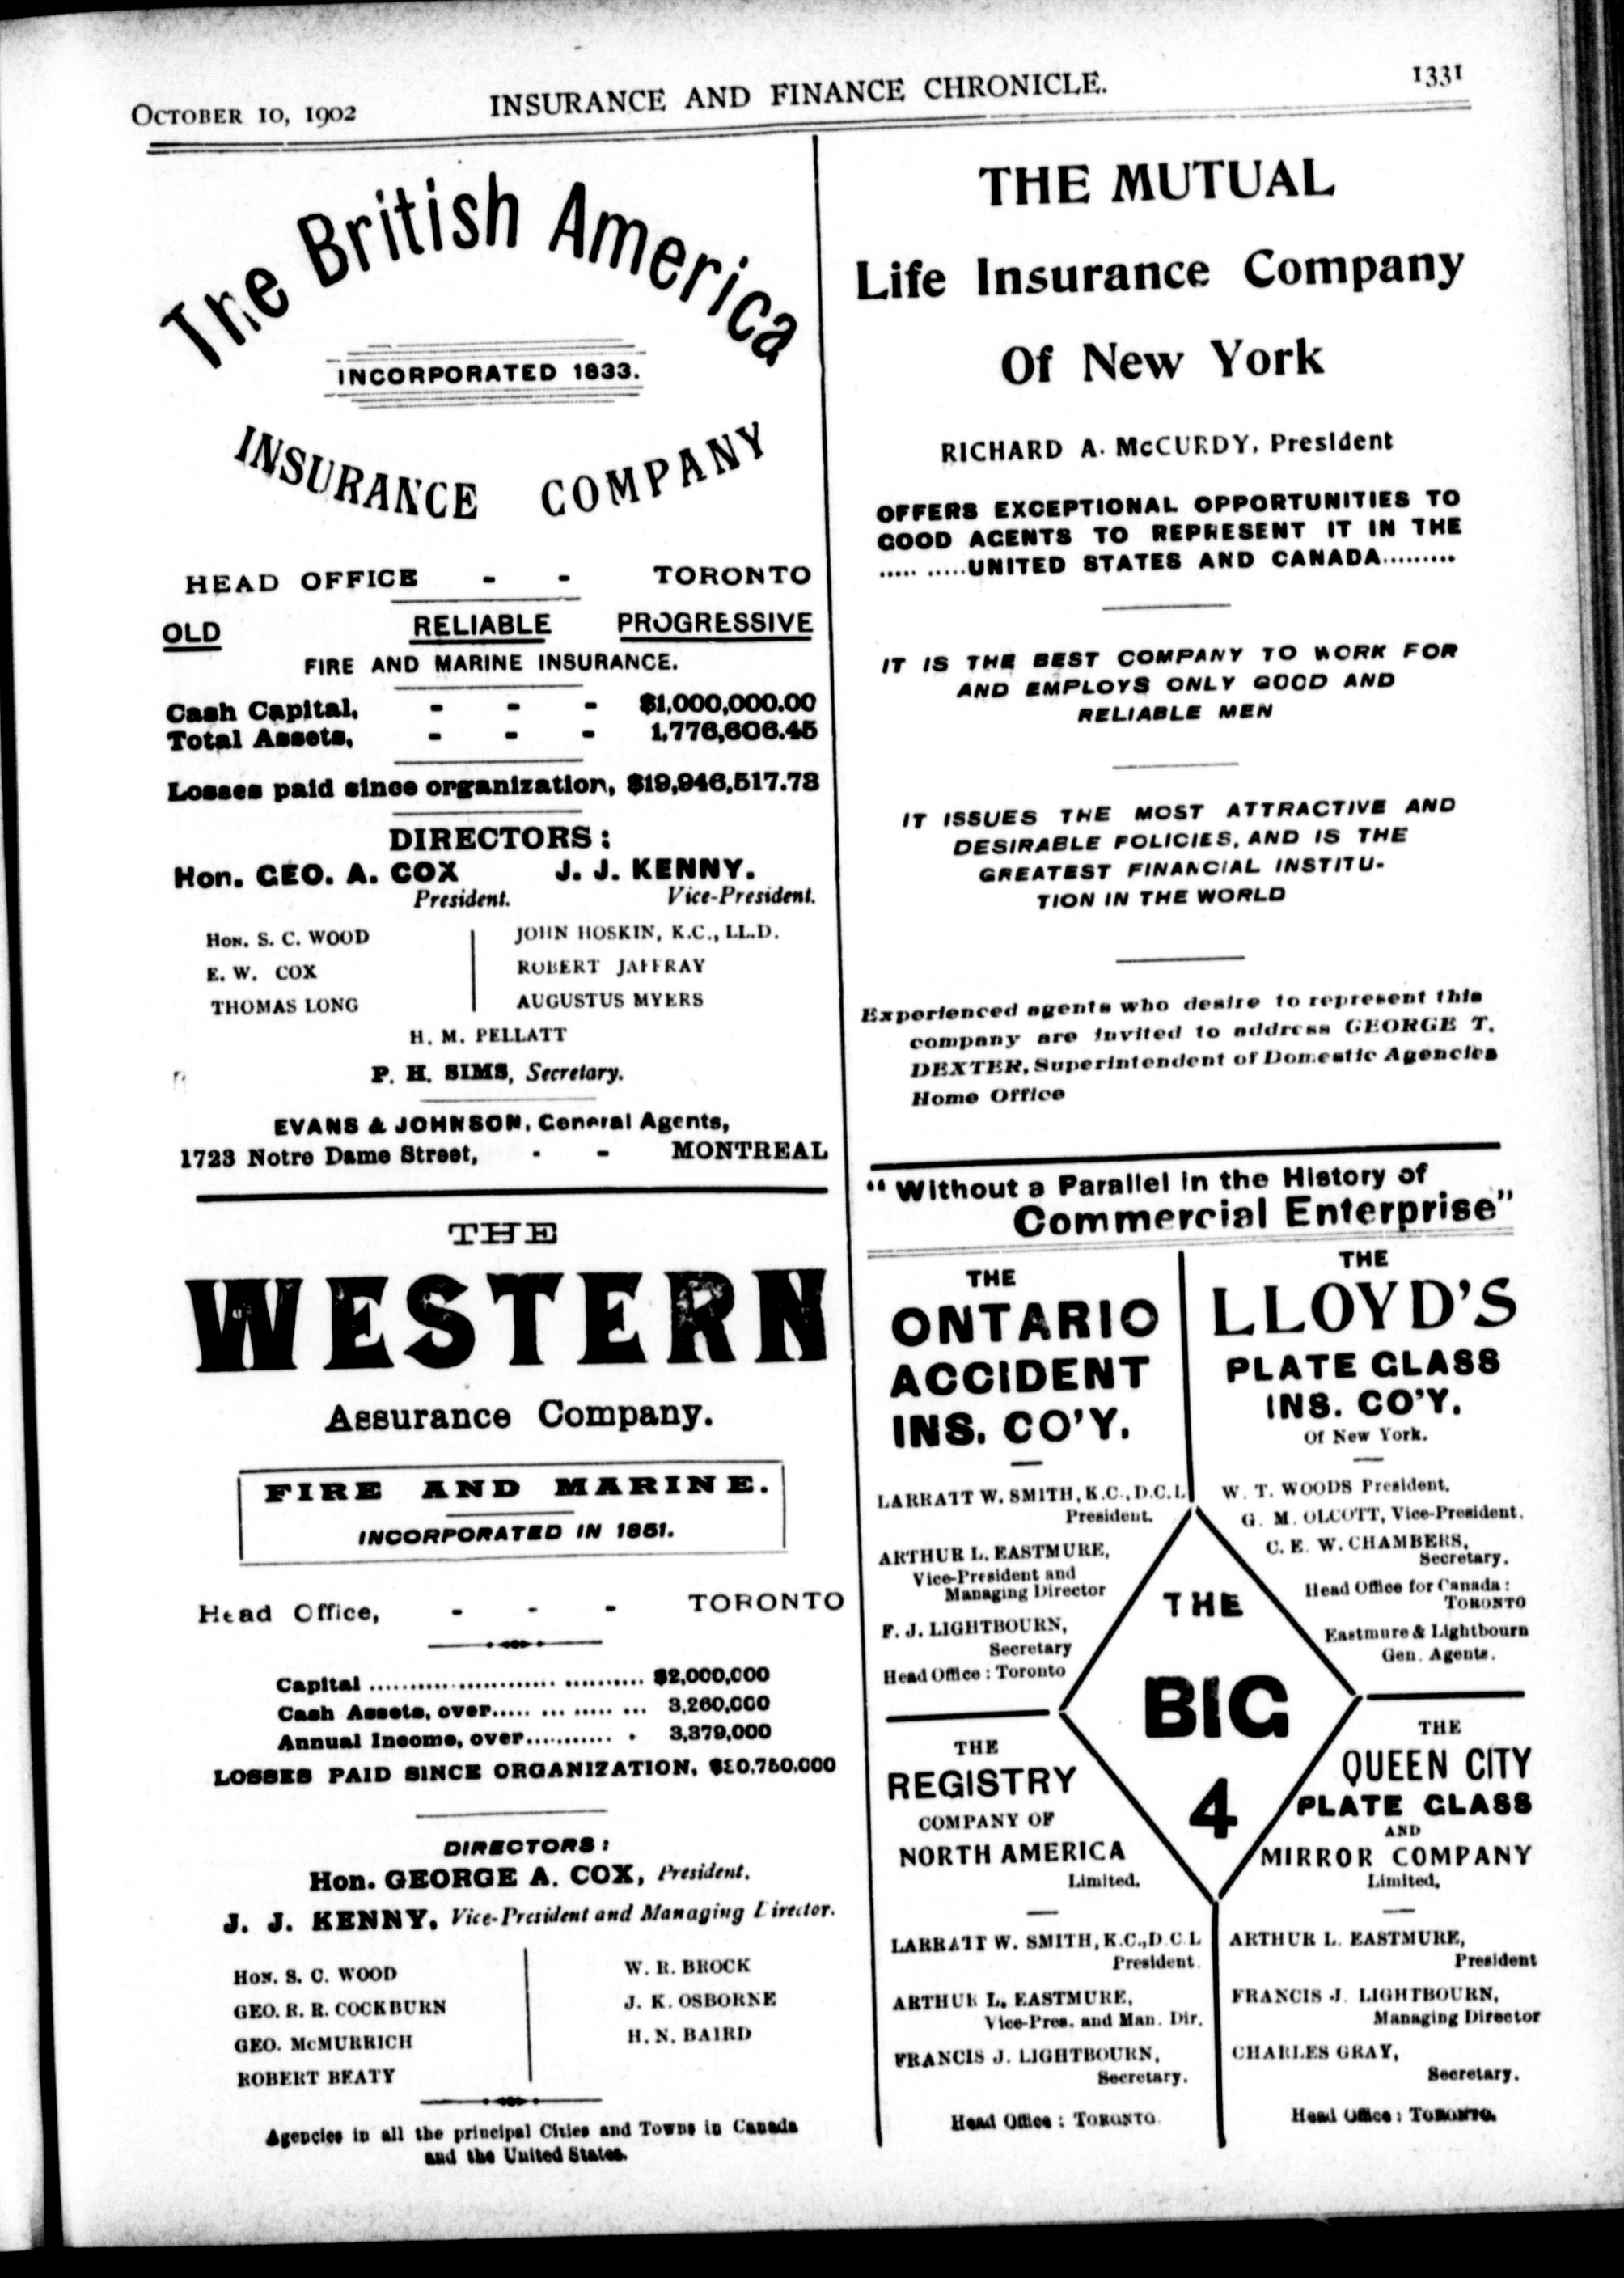 OCTOBER 10, 1902
INSURANCE AND FINANCE CHRONICLE.
1331
The British America
INCORPORATED 1833.
INSURANCE COMPANY
HEAD OFFICE - - TORONTO
OLD RELIABLE PROGRESSIVE
FIRE AND MARINE INSURANCE.
Cash Capital, - - - $1,000,000.00
Total Assets, - - - 1,776,606.45
Losses paid since organization, $19,946,517.73
DIRECTORS:
Hon. GEO. A. COX J. J. KENNY.
President. Vice-President.
HON. S. C. WOOD JOHN HOSKIN, K.C., LL.D.
E. W. COX ROBERT JAFFRAY
THOMAS LONG AUGUSTUS MYERS
H. M. PELLATT
P. H. SIMS, Secretary.
EVANS & JOHNSON, General Agents,
1723 Notre Dame Street, - - MONTREAL
THE
WESTERN
Assurance Company.
FIRE AND MARINE.
INCORPORATED IN 1851.
Head Office, - - - TORONTO
Capital .................................. $2,000,000
Cash Assets, over..... ... ..... ... 3,260,000
Annual Income, over........... . 3,379,000
LOSSES PAID SINCE ORGANIZATION,
DIRECTORS:
Hon. GEORGE A. COX, President.
J. J. KENNY, Vice-President and Managing Director.
HON. S. C. WOOD W. R. BROCK
GEO. R. R. COCKBURN J. K. OSBORNE
GEO. McMURRICH H. N. BAIRD
ROBERT BEATY
Agencies in all the principal Cities and Towns in Canada
and the United States.
THE MUTUAL
Life Insurance Company
Of New York
RICHARD A. McCURDY, President
OFFERS EXCEPTIONAL OPPORTUNITIES TO
GOOD AGENTS TO REPRESENT IT IN THE
..... .....UNITED STATES AND CANADA.........
IT IS THE BEST COMPANY TO WORK FOR
AND EMPLOYS ONLY GOOD AND
RELIABLE MEN
IT ISSUES THE MOST ATTRACTIVE AND
DESIRABLE POLICIES, AND IS THE
GREATEST FINANCIAL INSTITU-
TION IN THE WORLD
Experienced agents who desire to represent this
company are invited to address GEORGE T.
DEXTER, Superintendent of Domestic Agencies
Home Office
"Without a Parallel in the History of
Commercial Enterprise"
THE
ONTARIO
ACCIDENT
INS. CO'Y.
LARRATT W. SMITH, K.C., D.C.L
President.
ARTHUR L. EASTMURE,
Vice-President and
Managing Director
F. J. LIGHTBOURN,
Secretary
Head Office: Toronto
THE
LLOYD'S
PLATE GLASS
INS. CO'Y.
Of New York.
W. T. WOODS President.
G. M. OLCOTT, Vice-President.
C. E. W. CHAMBERS,
Secretary.
Head Office for Canada:
TORONTO
Eastmure & Lightbourn
Gen. Agents.
THE
BIG
4
THE
REGISTRY
COMPANY OF
NORTH AMERICA
Limited.
LARRATT W. SMITH, K.C., D.C.L
President.
ARTHUR L. EASTMURE,
Vice-Pres. and Man. Dir.
FRANCIS J. LIGHTBOURN,
Secretary.
Head Office: TORONTO.
THE
QUEEN CITY
PLATE GLASS
AND
MIRROR COMPANY
Limited.
ARTHUR L. EASTMURE,
President
FRANCIS J. LIGHTBOURN,
Managing Director
CHARLES GRAY,
Secretary.
Head Office: TORONTO.